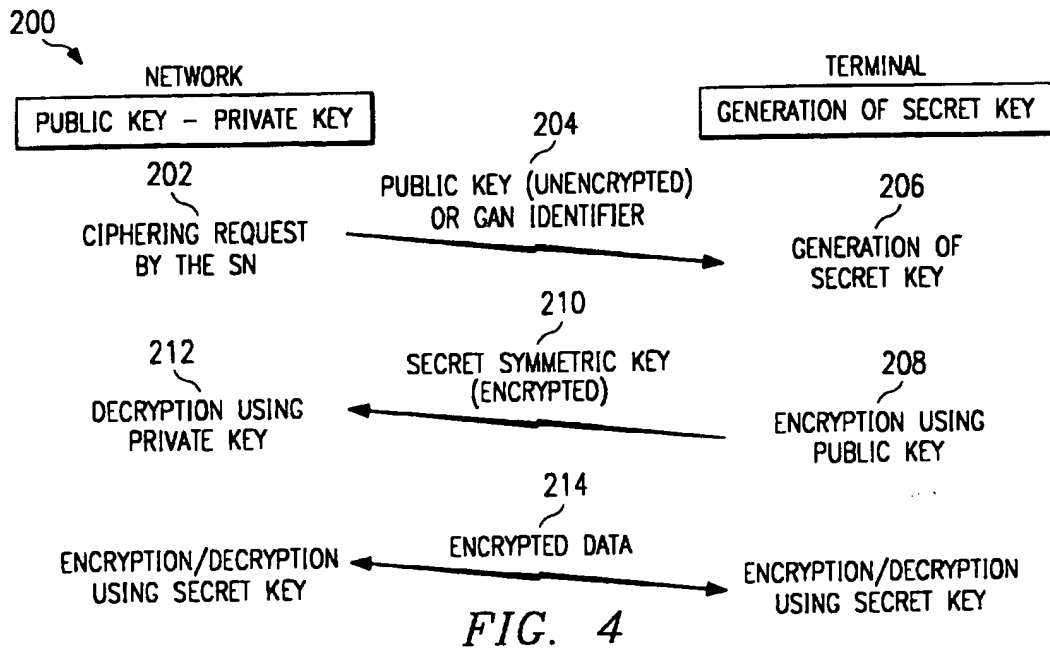 200
NETWORK
PUBLIC KEY – PRIVATE KEY
TERMINAL
GENERATION OF SECRET KEY
202
CIPHERING REQUEST
BY THE SN
204
PUBLIC KEY (UNENCRYPTED)
OR GAN IDENTIFIER
206
GENERATION OF
SECRET KEY
212
DECRYPTION USING
PRIVATE KEY
210
SECRET SYMMETRIC KEY
(ENCRYPTED)
208
ENCRYPTION USING
PUBLIC KEY
ENCRYPTION/DECRYPTION
USING SECRET KEY
214
ENCRYPTED DATA
ENCRYPTION/DECRYPTION
USING SECRET KEY
FIG. 4